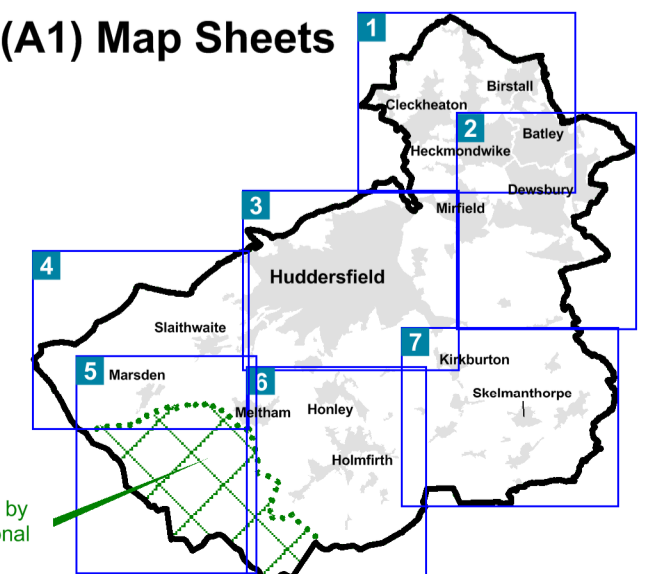 (A1) Map Sheets
1
Birstall
Cleckheaton
2
Batley
Heckmondwike
Dewsbury
3
Mirfield
4
Huddersfield
Slaithwaite
7
Kirkburton
5
Marsden
6
Skelmanthorpe
Meltham
Honley
Holmfirth
by